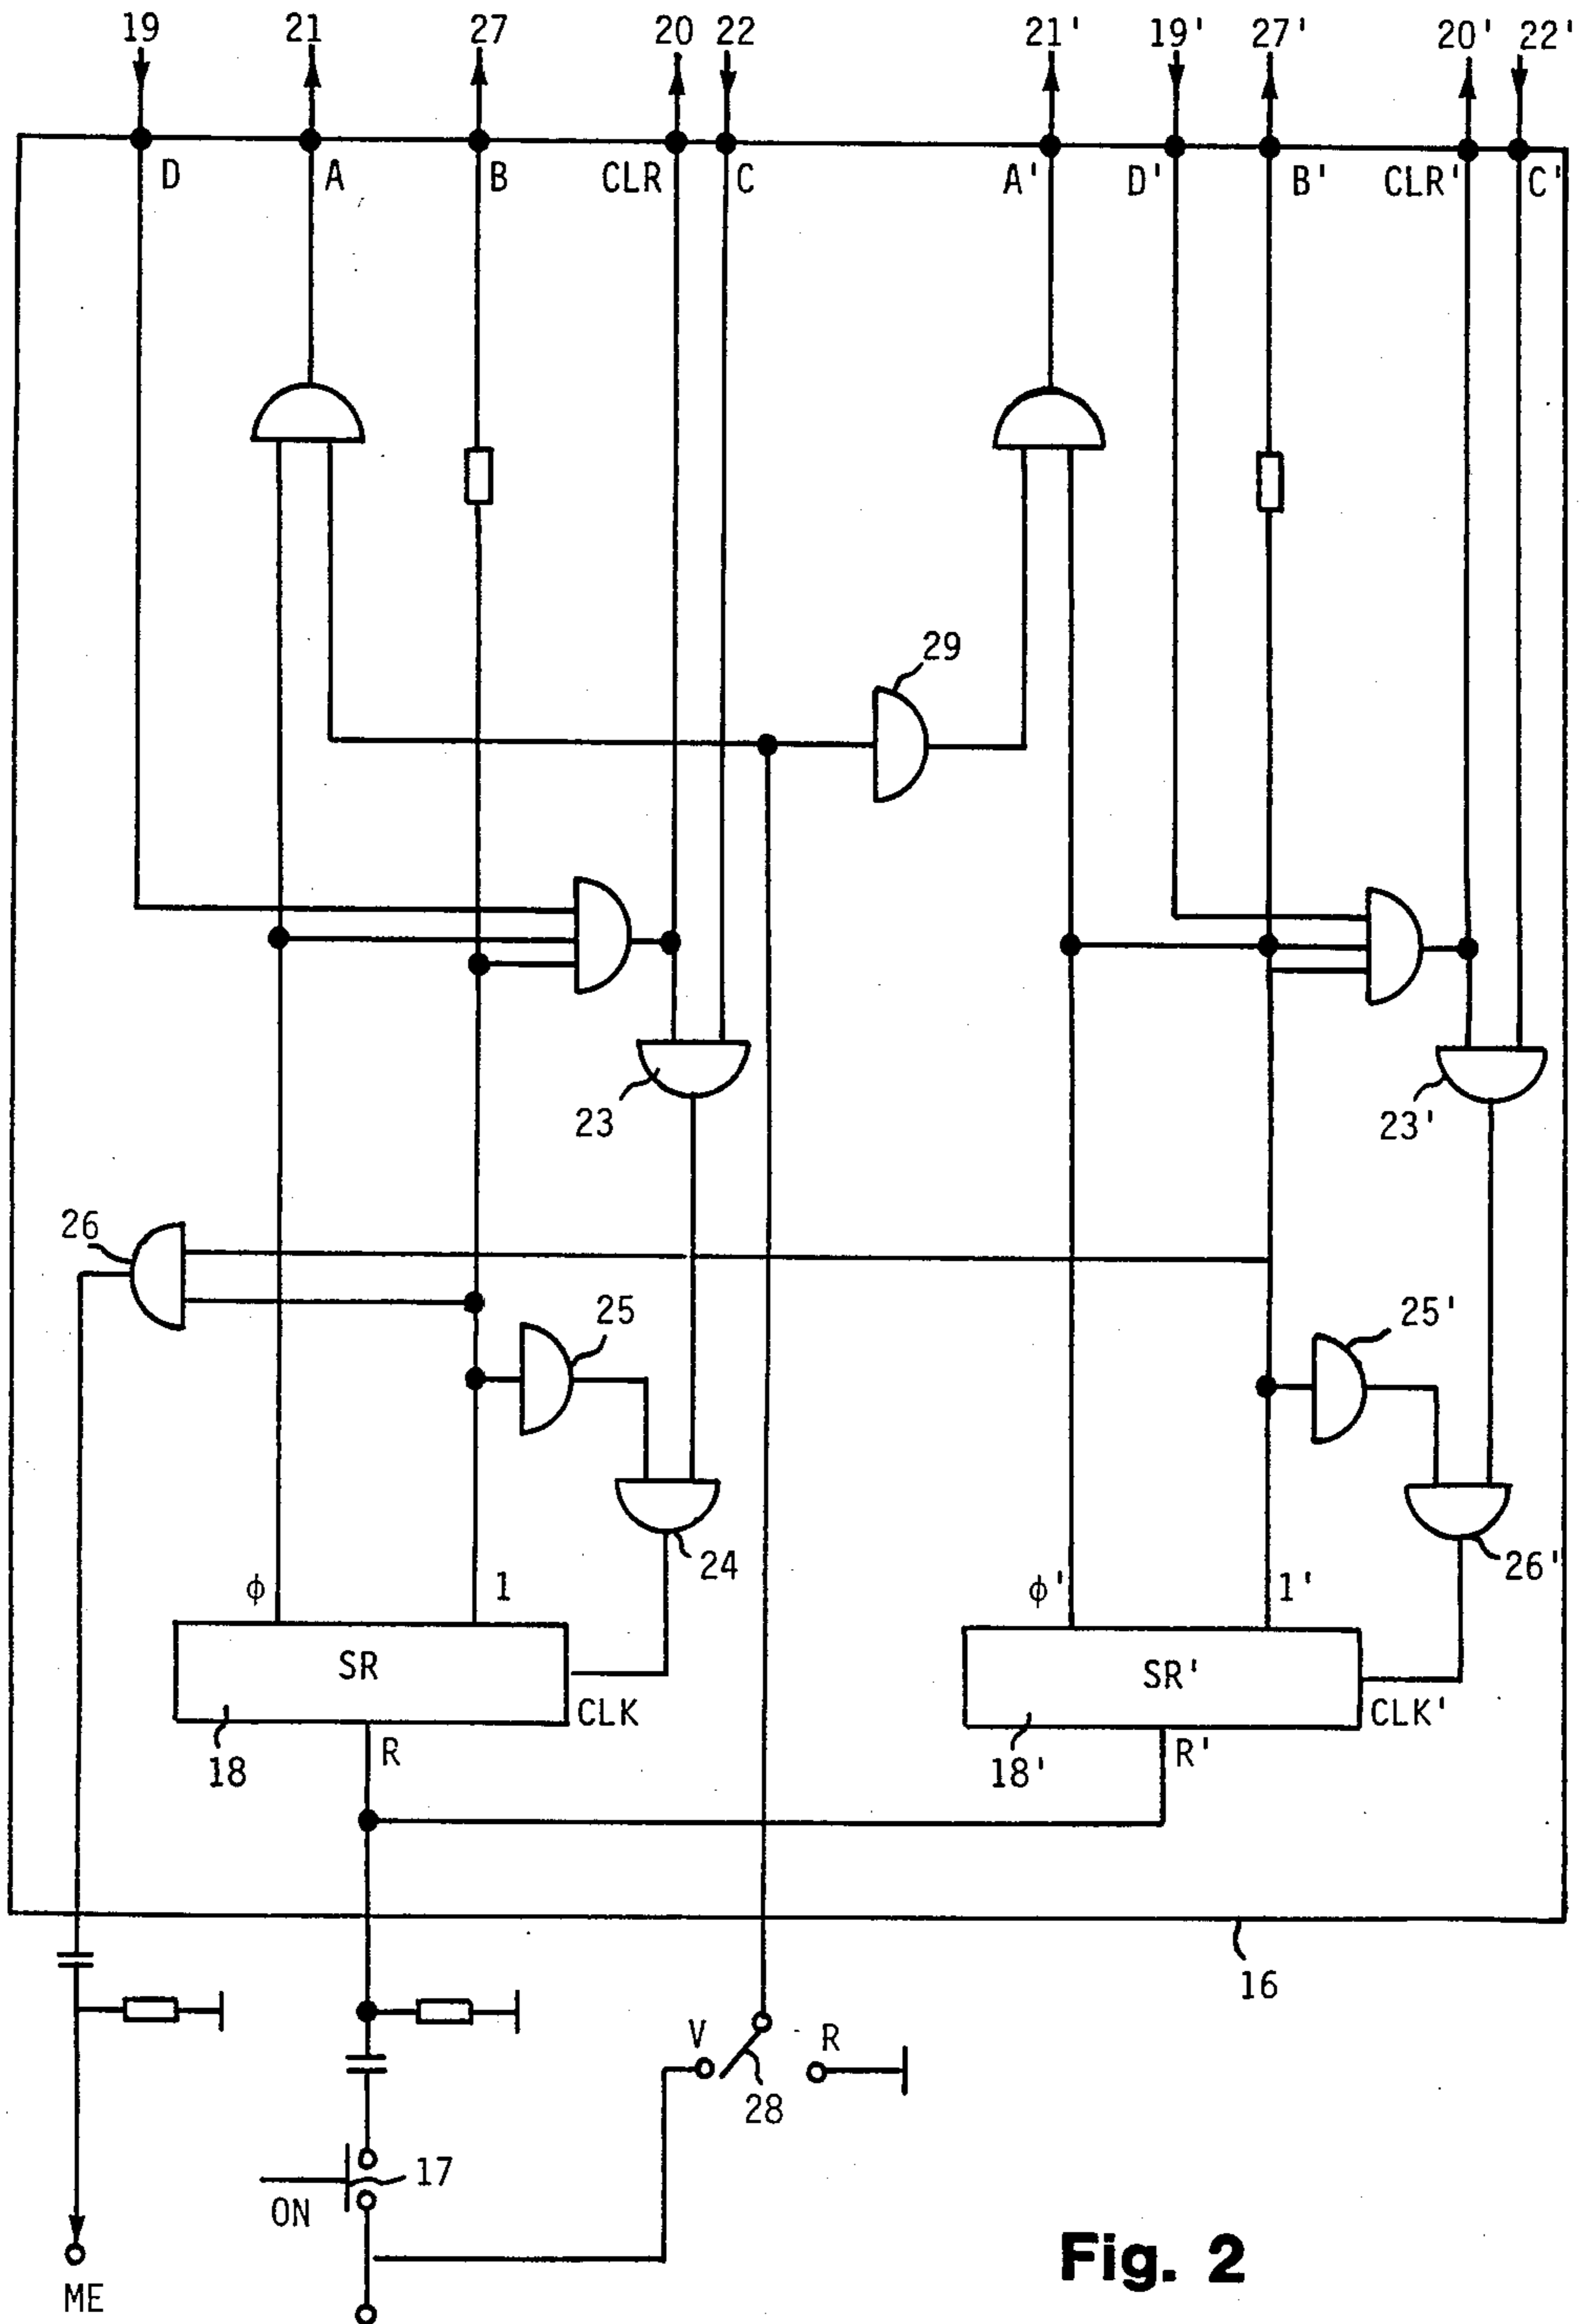 19 21 27 20 22 21' 19' 27' 20' 22'
D A B CLR C A' D' B' CLR' C'
29
23 23'
26
25 25'
24 26'
φ 1 φ' 1'
SR SR'
CLK CLK'
R R'
18 18'
16
V R
28
17
ON
ME
Fig. 2